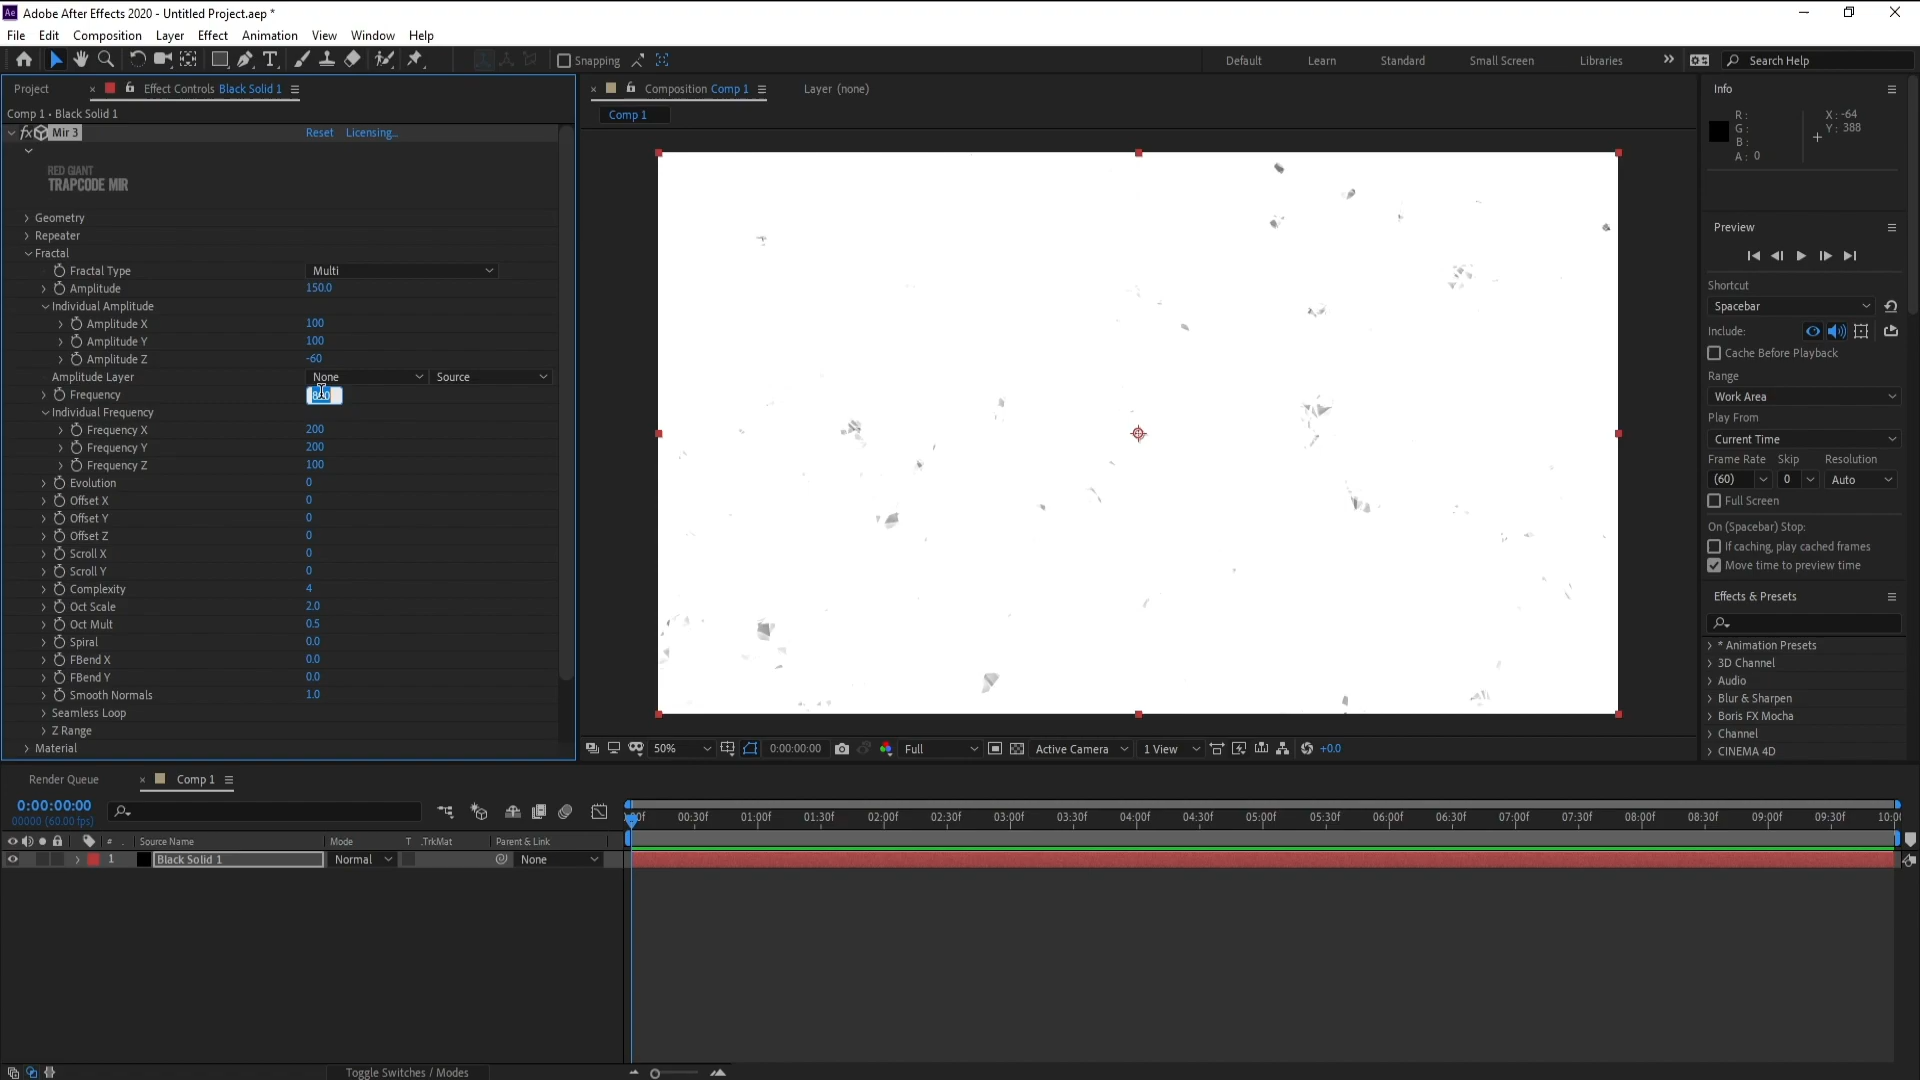 Adobe After Effects 2020 - Untitled Project.aep *
File Edit Composition Layer Effect Animation View Window Help
Snapping
Default Learn Standard Small Screen Libraries
Search Help
Project
Effect Controls Black Solid 1
Comp 1 • Black Solid 1
fx Mir 3 Reset Licensing...
RED GIANT
TRAPCODE MIR
Geometry
Repeater
Fractal
Fractal Type Multi
Amplitude 150.0
Individual Amplitude
Amplitude X 100
Amplitude Y 100
Amplitude Z -60
Amplitude Layer None Source
Frequency
Individual Frequency
Frequency X 200
Frequency Y 200
Frequency Z 100
Evolution 0
Offset X 0
Offset Y 0
Offset Z 0
Scroll X 0
Scroll Y 0
Complexity 4
Oct Scale 2.0
Oct Mult 0.5
Spiral 0.0
FBend X 0.0
FBend Y 0.0
Smooth Normals 1.0
Seamless Loop
Z Range
Material
Composition Comp 1
Layer (none)
Comp 1
50% 0:00:00:00 Full Active Camera 1 View +0.0
Info
R :
G :
B :
A : 0
X : -64
Y : 388
Preview
Shortcut
Spacebar
Include:
Cache Before Playback
Range
Work Area
Play From
Current Time
Frame Rate Skip Resolution
(60) 0 Auto
Full Screen
On (Spacebar) Stop:
If caching, play cached frames
Move time to preview time
Effects & Presets
* Animation Presets
3D Channel
Audio
Blur & Sharpen
Boris FX Mocha
Channel
CINEMA 4D
Render Queue
Comp 1
0:00:00:00
00000 (60.00 fps)
# Source Name Mode T .TrkMat Parent & Link
1 Black Solid 1 Normal None
00:30f 01:00f 01:30f 02:00f 02:30f 03:00f 03:30f 04:00f 04:30f 05:00f 05:30f 06:00f 06:30f 07:00f 07:30f 08:00f 08:30f 09:00f 09:30f
Toggle Switches / Modes